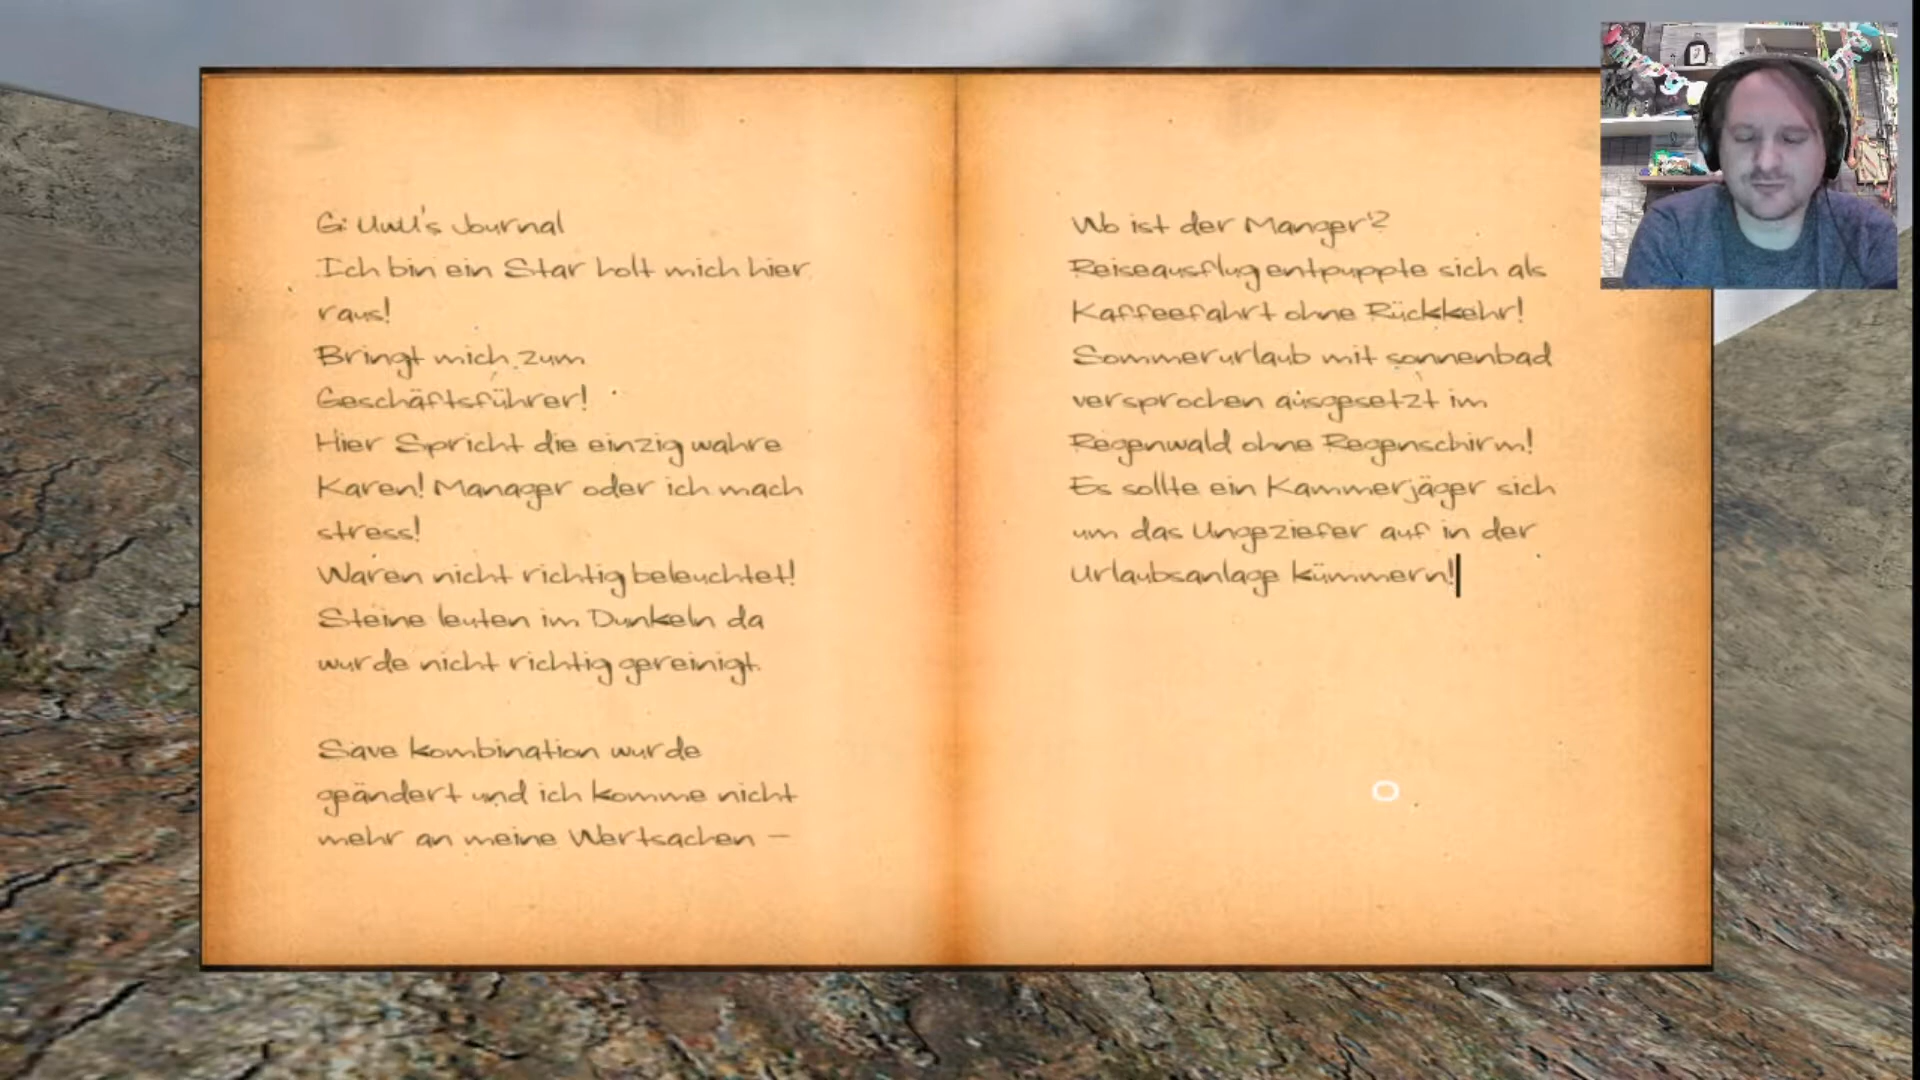 G: UwU's Journal
Ich bin ein Star holt mich hier
raus!
Bringt mich zum
Geschäftsführer!
Hier Spricht die einzig wahre
Karen! Manager oder ich mach
stress!
Waren nicht richtig beleuchtet!
Steine leuten im Dunkeln da
wurde nicht richtig gereinigt.
Save kombination wurde
geändert und ich komme nicht
mehr an meine Wertsachen -
Wo ist der Manger'?
Reiseausflug entpuppte sich als
Kaffeefahrt ohne Rückkehr!
Sommerurlaub mit sonnenbad
versprochen ausgesetzt im
Regenwald ohne Regenschirm!
Es sollte ein Kammerjäger sich
um das Ungeziefer auf in der
Urlaubsanlage kümmern!